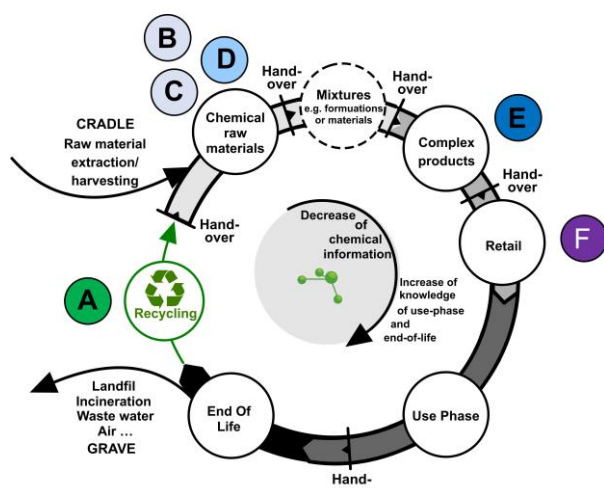 B
D
C
Hand-
over
Mixtures
e.g. formuations
or materials
Hand-
over
E
Chemical
raw
materials
Complex
products
CRADLE
Raw material
extraction/
harvesting
Hand-
over
Hand-
over
Decrease
of
chemical
information
Retail
F
A
Recycling
Increase of
knowledge
of use-phase
and
end-of-life
Landfil
Incineration
Waste water
Air ...
GRAVE
End Of
Life
Use Phase
Hand-